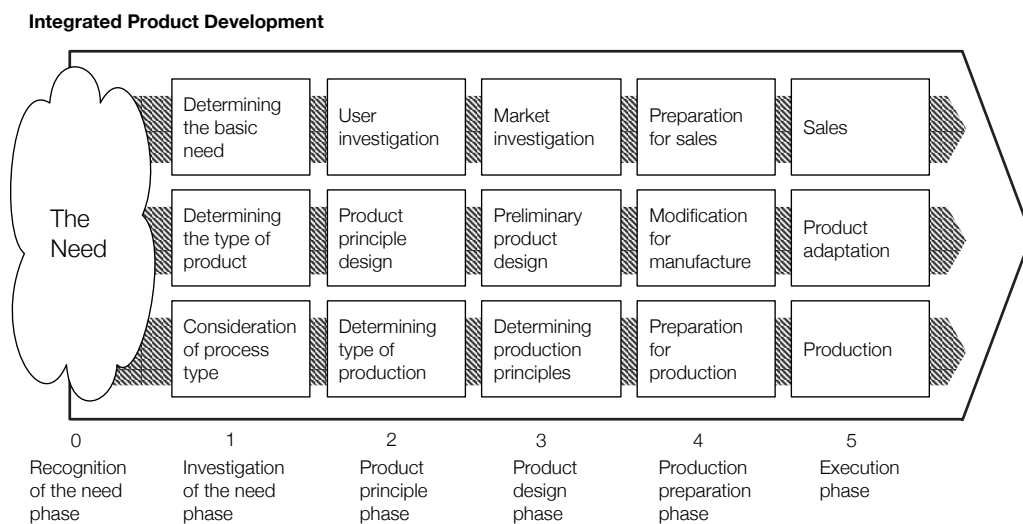 Integrated Product Development
The
Need
Determining
the basic
need
User
investigation
Market
investigation
Preparation
for sales
Sales
Determining
the type of
product
Product
principle
design
Preliminary
product
design
Modification
for
manufacture
Product
adaptation
Consideration
of process
type
Determining
type of
production
Determining
production
principles
Preparation
for
production
Production
0
Recognition
of the need
phase
1
Investigation
of the need
phase
2
Product
principle
phase
3
Product
design
phase
4
Production
preparation
phase
5
Execution
phase